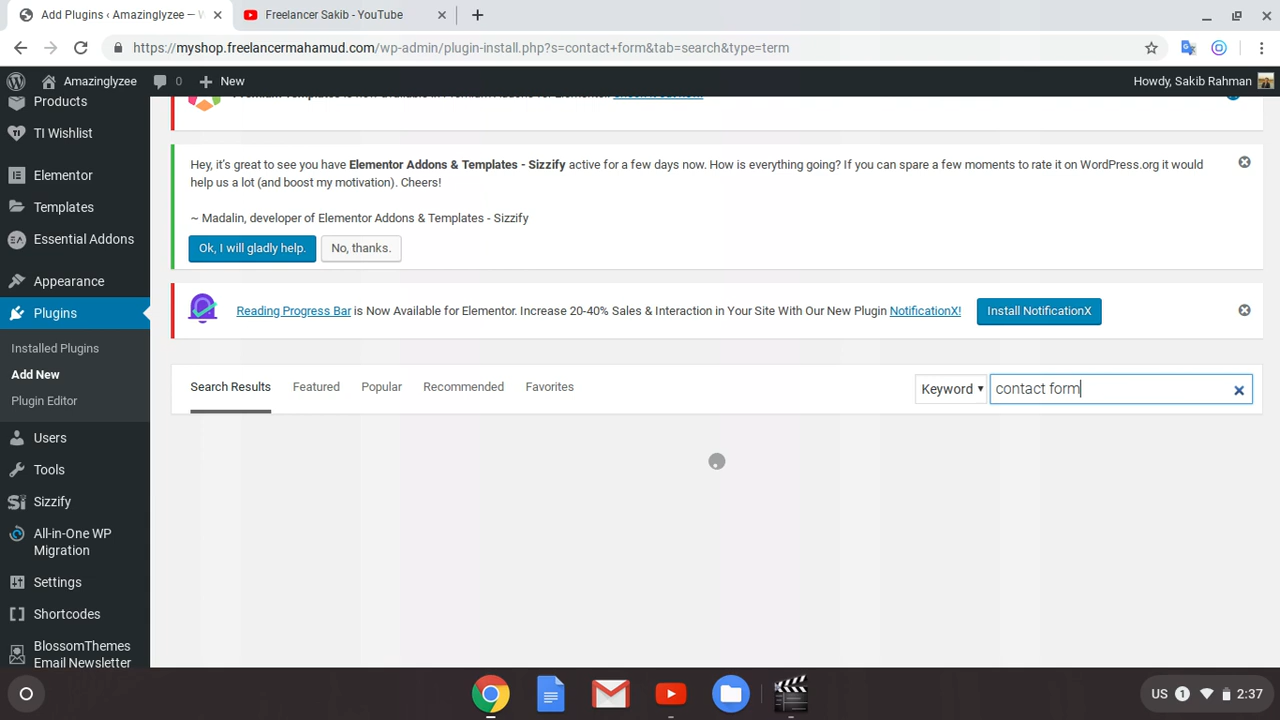 Add Plugins ‹ Amazinglyzee — W
Freelancer Sakib - YouTube
https://myshop.freelancermahamud.com/wp-admin/plugin-install.php?s=contact+form&tab=search&type=term
Amazinglyzee
0
New
Howdy, Sakib Rahman
Products
TI Wishlist
Elementor
Templates
Essential Addons
Appearance
Plugins
Installed Plugins
Add New
Plugin Editor
Users
Tools
Sizzify
All-in-One WP
Migration
Settings
Shortcodes
BlossomThemes
Email Newsletter
Hey, it's great to see you have Elementor Addons & Templates - Sizzify active for a few days now. How is everything going? If you can spare a few moments to rate it on WordPress.org it would
help us a lot (and boost my motivation). Cheers!
~ Madalin, developer of Elementor Addons & Templates - Sizzify
Ok, I will gladly help.
No, thanks.
Reading Progress Bar is Now Available for Elementor. Increase 20-40% Sales & Interaction in Your Site With Our New Plugin NotificationX!
Install NotificationX
Search Results
Featured
Popular
Recommended
Favorites
Keyword
contact form
US
1
2:37